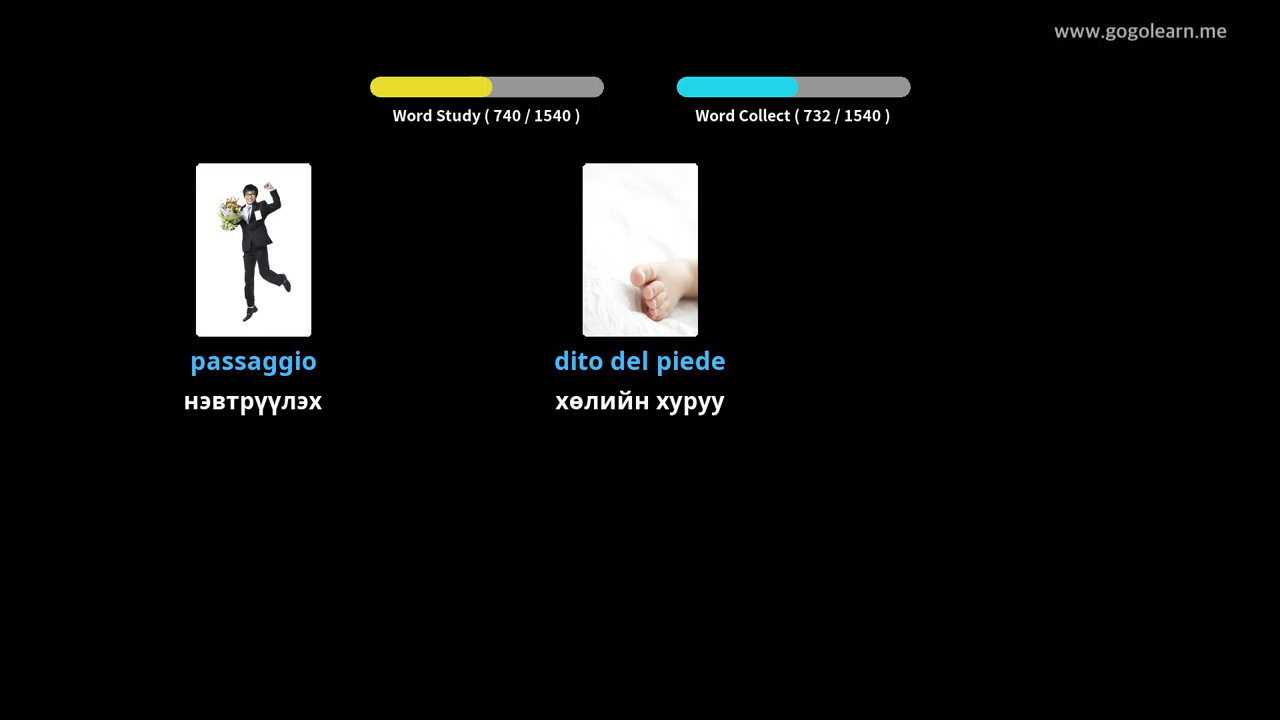 www.gogolearn.me
Word Study ( 740 / 1540 )
Word Collect ( 732 / 1540 )
passaggio
нэвтрүүлэх
dito del piede
хөлийн хуруу